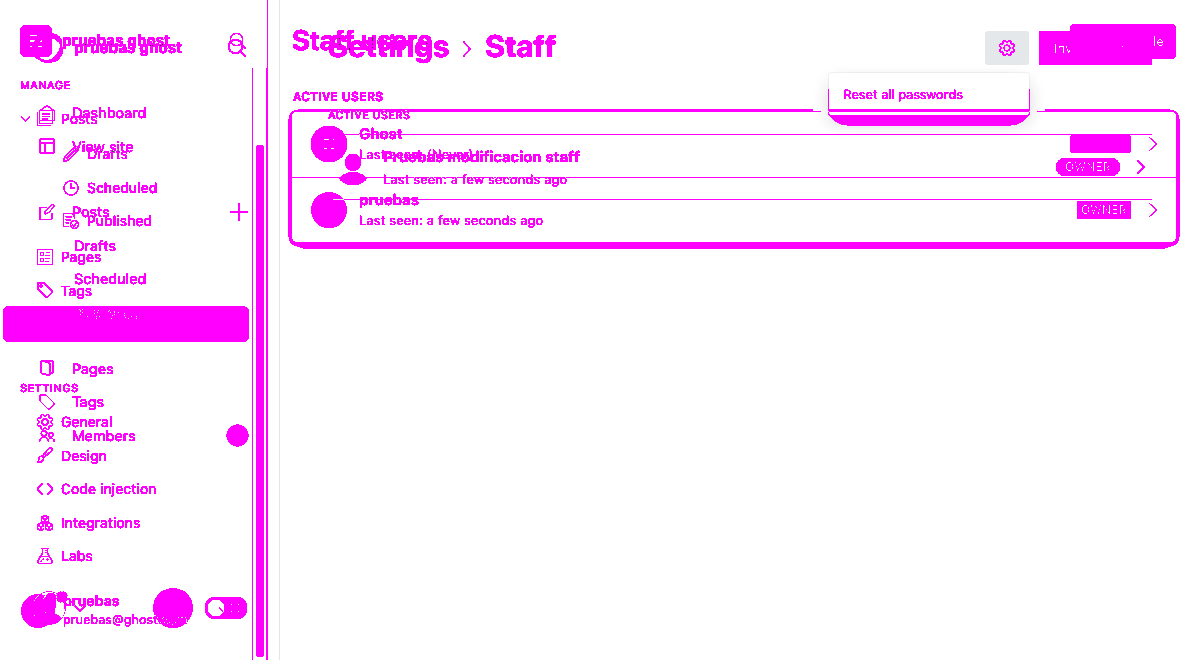 pruebas ghost
pruebas ghost
Staff users
Settings › Staff
MANAGE
Dashboard
Posts
View site
Drafts
Scheduled
Posts
Published
Drafts
Pages
Scheduled
Tags
Pages
SETTINGS
Tags
General
Members
Design
Code injection
Integrations
Labs
pruebas
pruebas@ghost
Reset all passwords
ACTIVE USERS
ACTIVE USERS
Ghost
Last seen: (Never)
Pruebas modificacion staff
OWNER
Last seen: a few seconds ago
pruebas
OWNER
Last seen: a few seconds ago